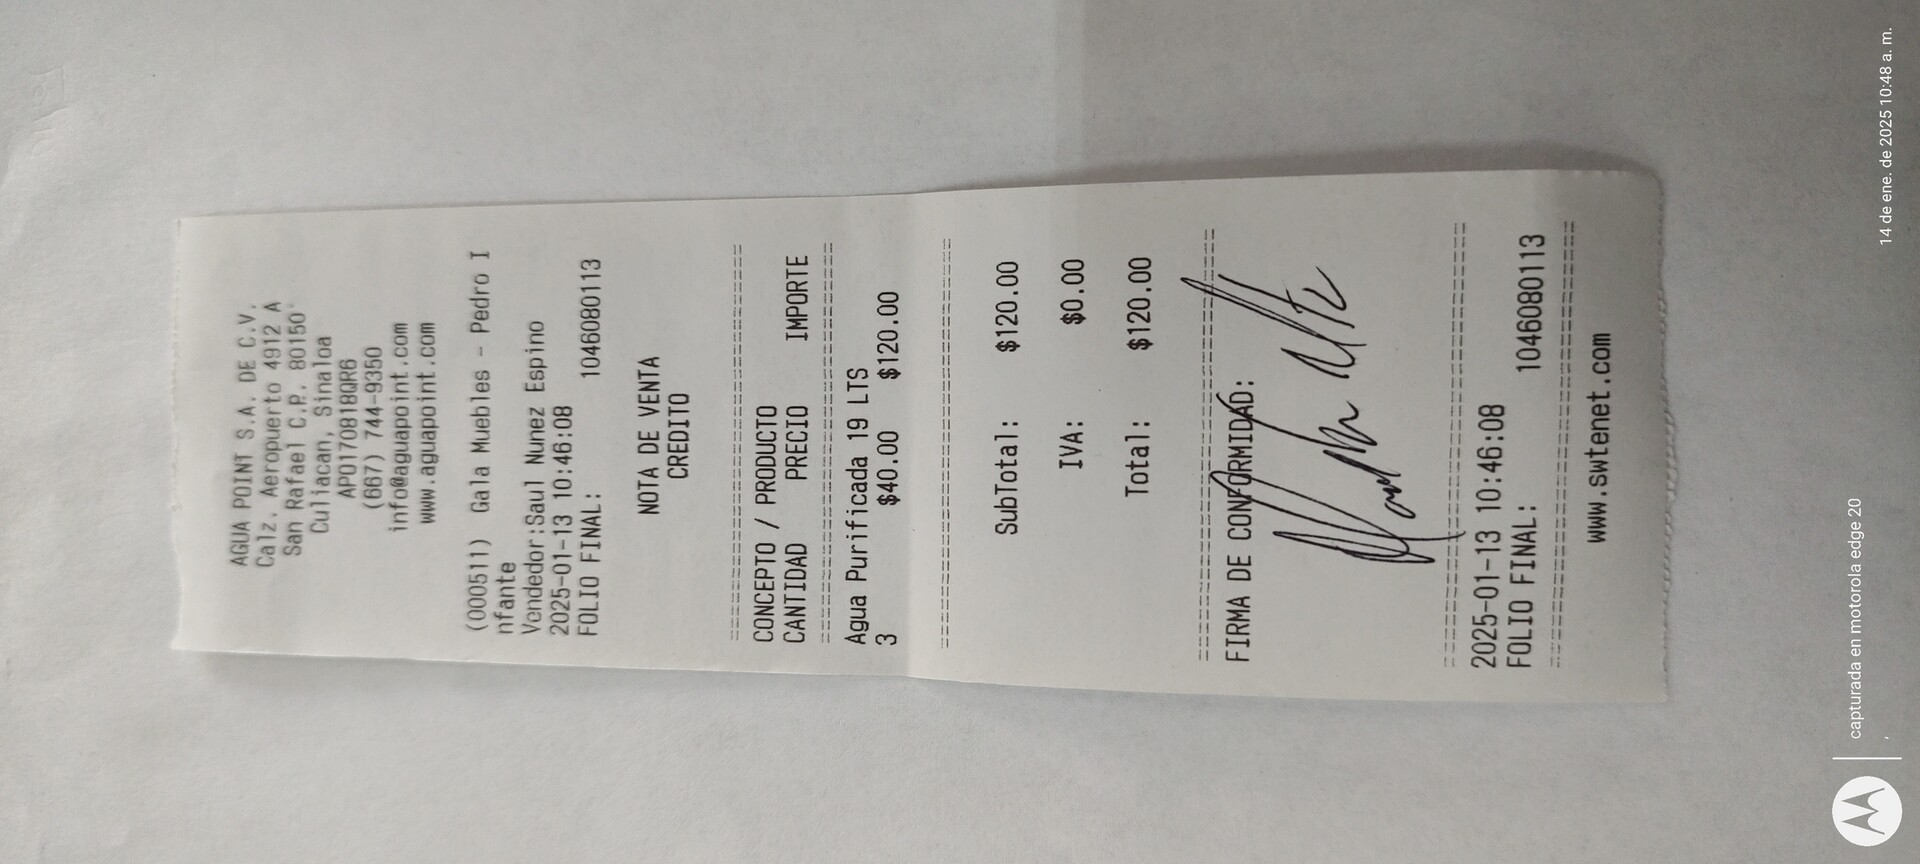 AGUA POINT S.A. DE C.V.
Calz. Aeropuerto 4912 A
San Rafael C.P. 80150
Culiacan, Sinaloa
APO170818QR6
(667) 744-9350
info@aguapoint.com
www.aguapoint.com
(000511) Gala Muebles - Pedro I
nfante
Vendedor:Saul Nunez Espino
2025-01-13 10:46:08
FOLIO FINAL: 1046080113
NOTA DE VENTA
CREDITO
CONCEPTO / PRODUCTO
CANTIDAD PRECIO IMPORTE
Agua Purificada 19 LTS
3 $40.00 $120.00
SubTotal: $120.00
IVA: $0.00
Total: $120.00
FIRMA DE CONFORMIDAD:
2025-01-13 10:46:08
FOLIO FINAL: 1046080113
www.swtenet.com
capturada en motorola edge 20
14 de ene. de 2025 10:48 a. m.